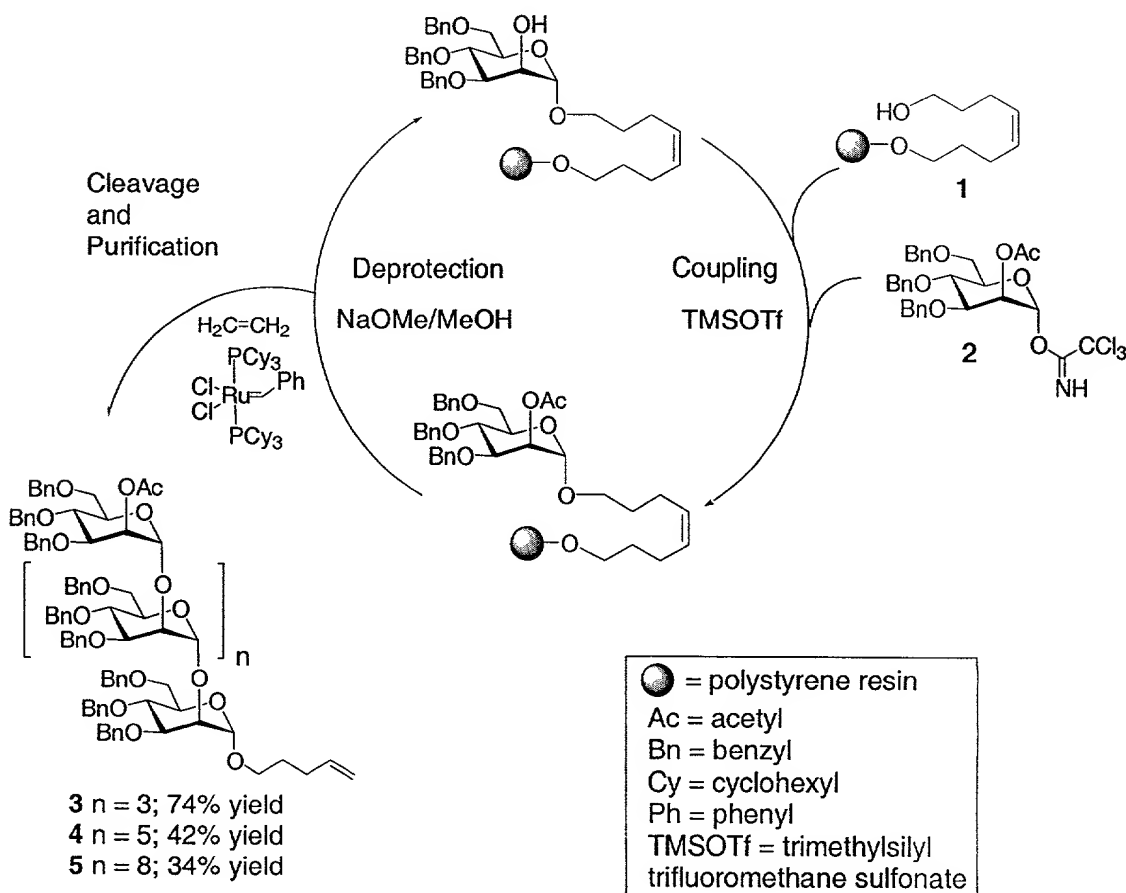 BnO OH
BnO
BnO
O
O
O
HO
O
1
Cleavage
and
Purification
Deprotection
NaOMe/MeOH
Coupling
TMSOTf
BnO OAc
BnO
BnO
O
O
CCl3
NH
2
H2C=CH2
PCy3
Cl
Cl
Ru
Ph
PCy3
BnO OAc
BnO
BnO
O
O
O
BnO OAc
BnO
BnO
O
O
BnO
BnO
BnO
O
n
O
BnO
BnO
BnO
O
O
3 n = 3; 74% yield
4 n = 5; 42% yield
5 n = 8; 34% yield
= polystyrene resin
Ac = acetyl
Bn = benzyl
Cy = cyclohexyl
Ph = phenyl
TMSOTf = trimethylsilyl
trifluoromethane sulfonate